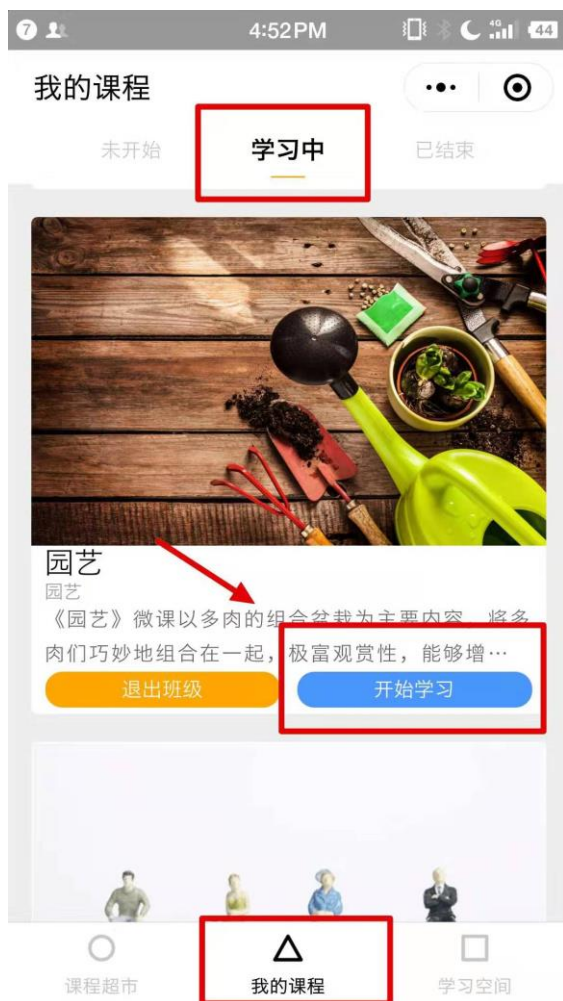 7
4:52PM
4G
44
我的课程
未开始
学习中
已结束
园艺
园艺
《园艺》微课以多肉的组合盆栽为主要内容，将多
肉们巧妙地组合在一起，极富观赏性，能够增…
退出班级
开始学习
课程超市
我的课程
学习空间